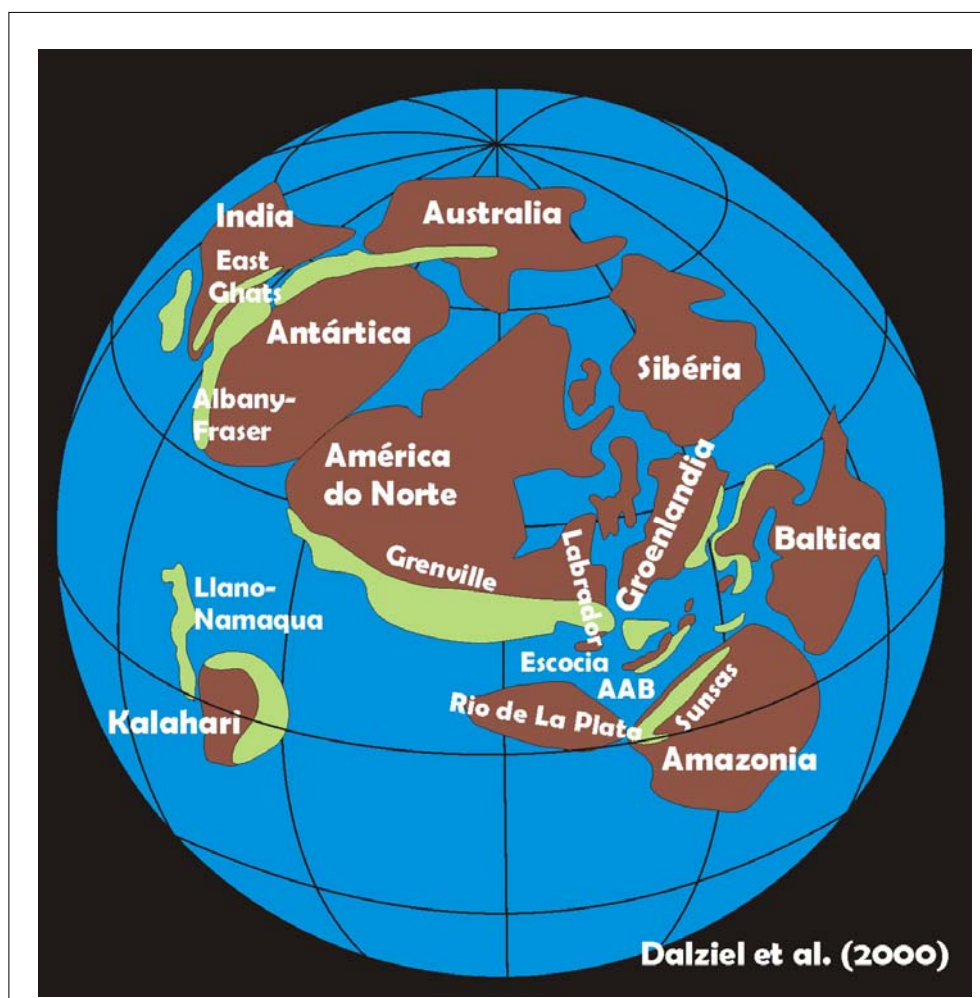 India
Australia
East
Ghats
Antártica
Sibéria
Albany-
Fraser
América
do Norte
Groenlandia
Baltica
Grenville
Labrador
Llano-
Namaqua
Escocia
AAB
Rio de La Plata
Sunsas
Kalahari
Amazonia
Dalziel et al. (2000)